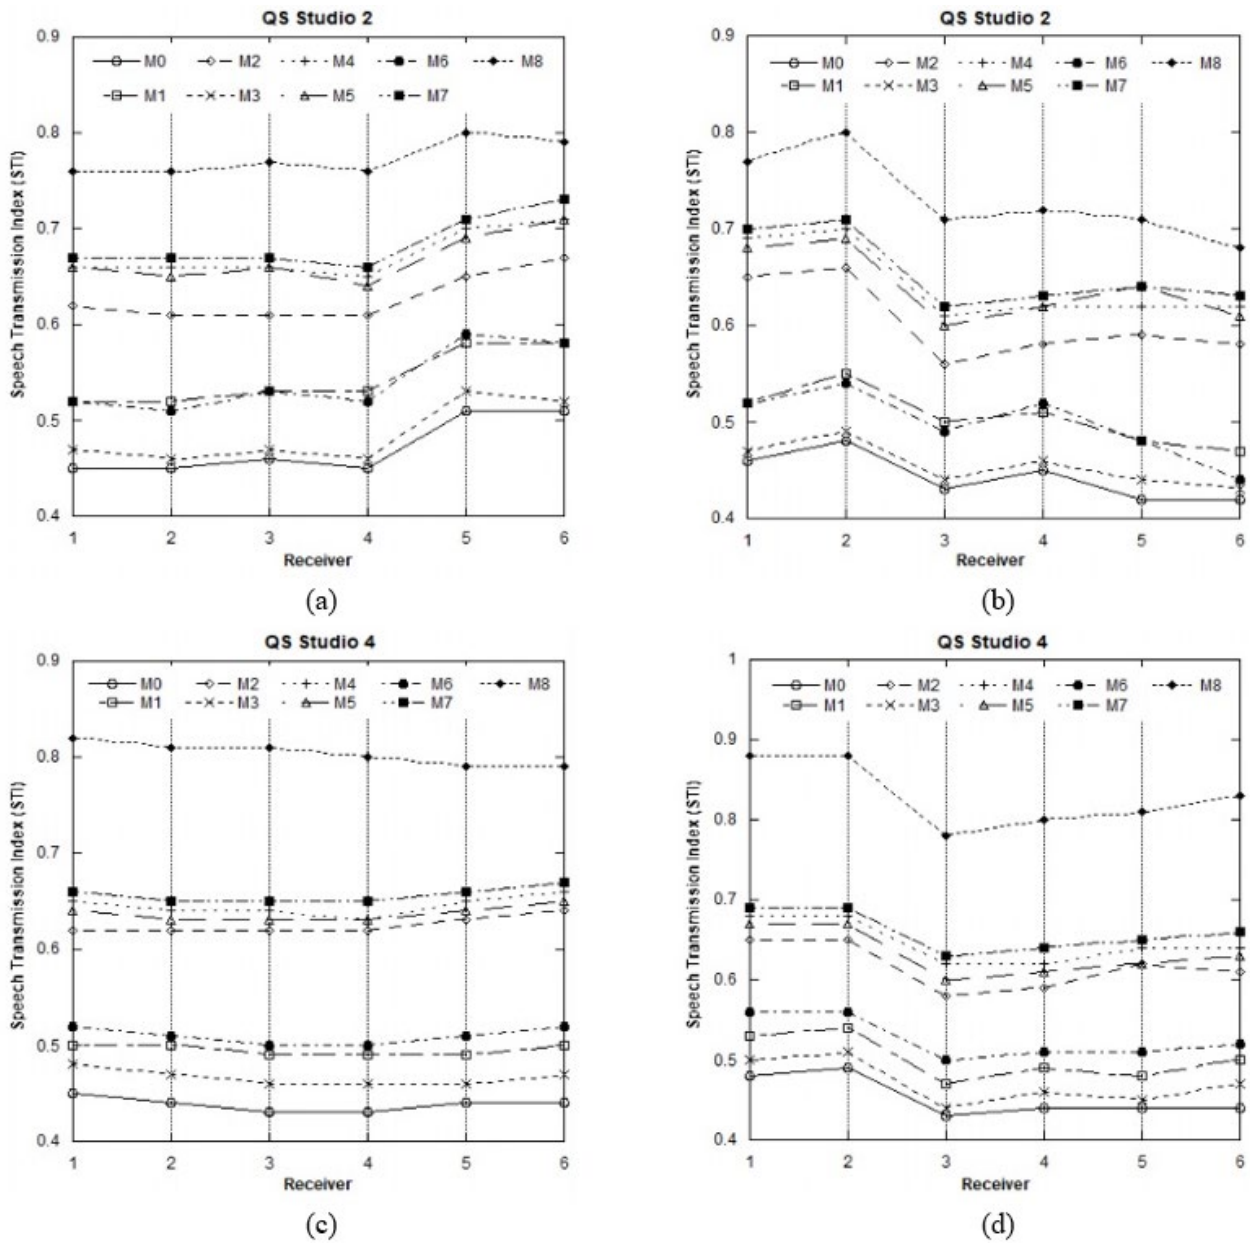 QS Studio 2
0.9
M0 M2 M4 M6 M8
M1 M3 M5 M7
0.8
0.7
0.6
0.5
0.4
Speech Transmission Index (STI)
1 2 3 4 5 6
Receiver
(a)
QS Studio 2
0.9
M0 M2 M4 M6 M8
M1 M3 M5 M7
0.8
0.7
0.6
0.5
0.4
Speech Transmission Index (STI)
1 2 3 4 5 6
Receiver
(b)
QS Studio 4
0.9
M0 M2 M4 M6 M8
M1 M3 M5 M7
0.8
0.7
0.6
0.5
0.4
Speech Transmission Index (STI)
1 2 3 4 5 6
Receiver
(c)
QS Studio 4
1
M0 M2 M4 M6 M8
M1 M3 M5 M7
0.9
0.8
0.7
0.6
0.5
0.4
Speech Transmission Index (STI)
1 2 3 4 5 6
Receiver
(d)